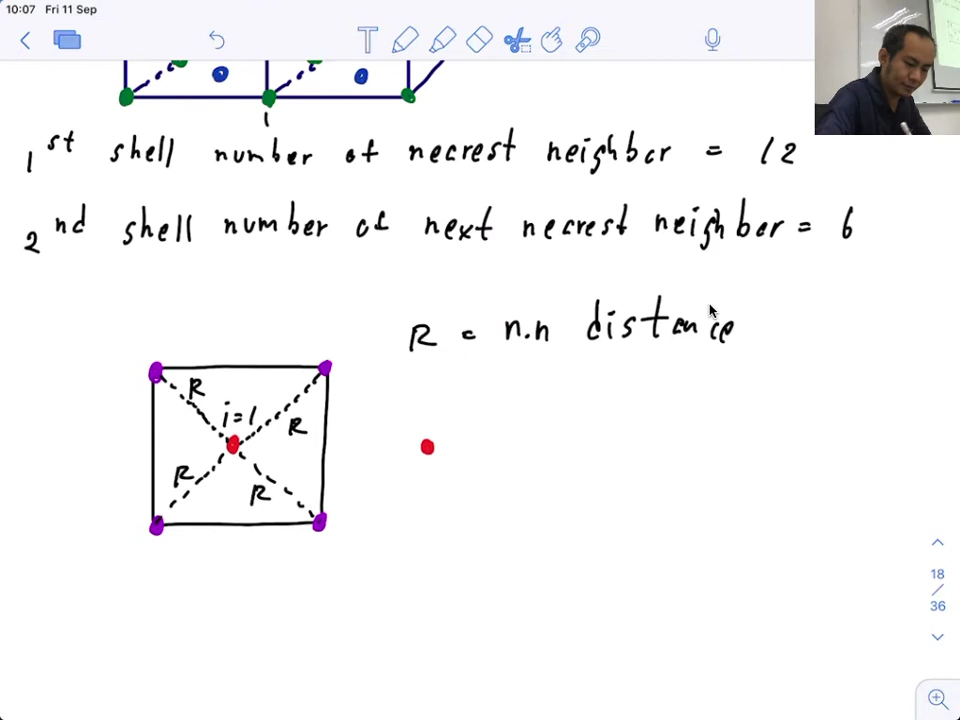 10:07 Fri 11 Sep
1
1st shell number of nearest neighbor = 12
2nd shell number of next nearest neighbor = 6
R = n.n distance
R
i=1
R
R
R
18
/
36